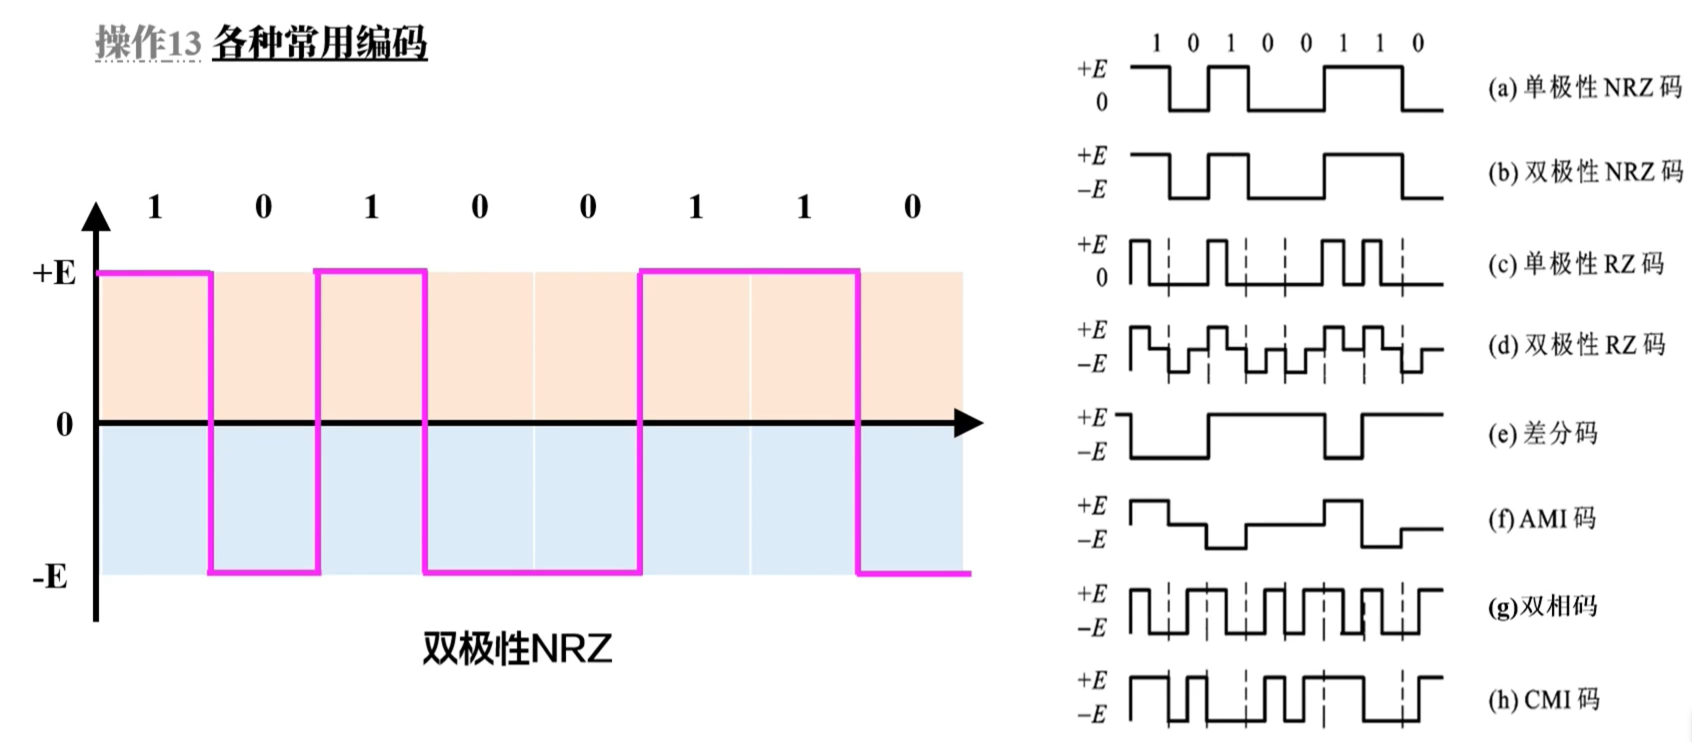 操作13 各种常用编码
1 0 1 0 0 1 1 0
+E
0
-E
双极性NRZ
1 0 1 0 0 1 1 0
+E
0
(a) 单极性 NRZ 码
+E
−E
(b) 双极性 NRZ 码
+E
0
(c) 单极性 RZ 码
+E
−E
(d) 双极性 RZ 码
+E
−E
(e) 差分码
+E
−E
(f) AMI 码
+E
−E
(g)双相码
+E
−E
(h) CMI 码